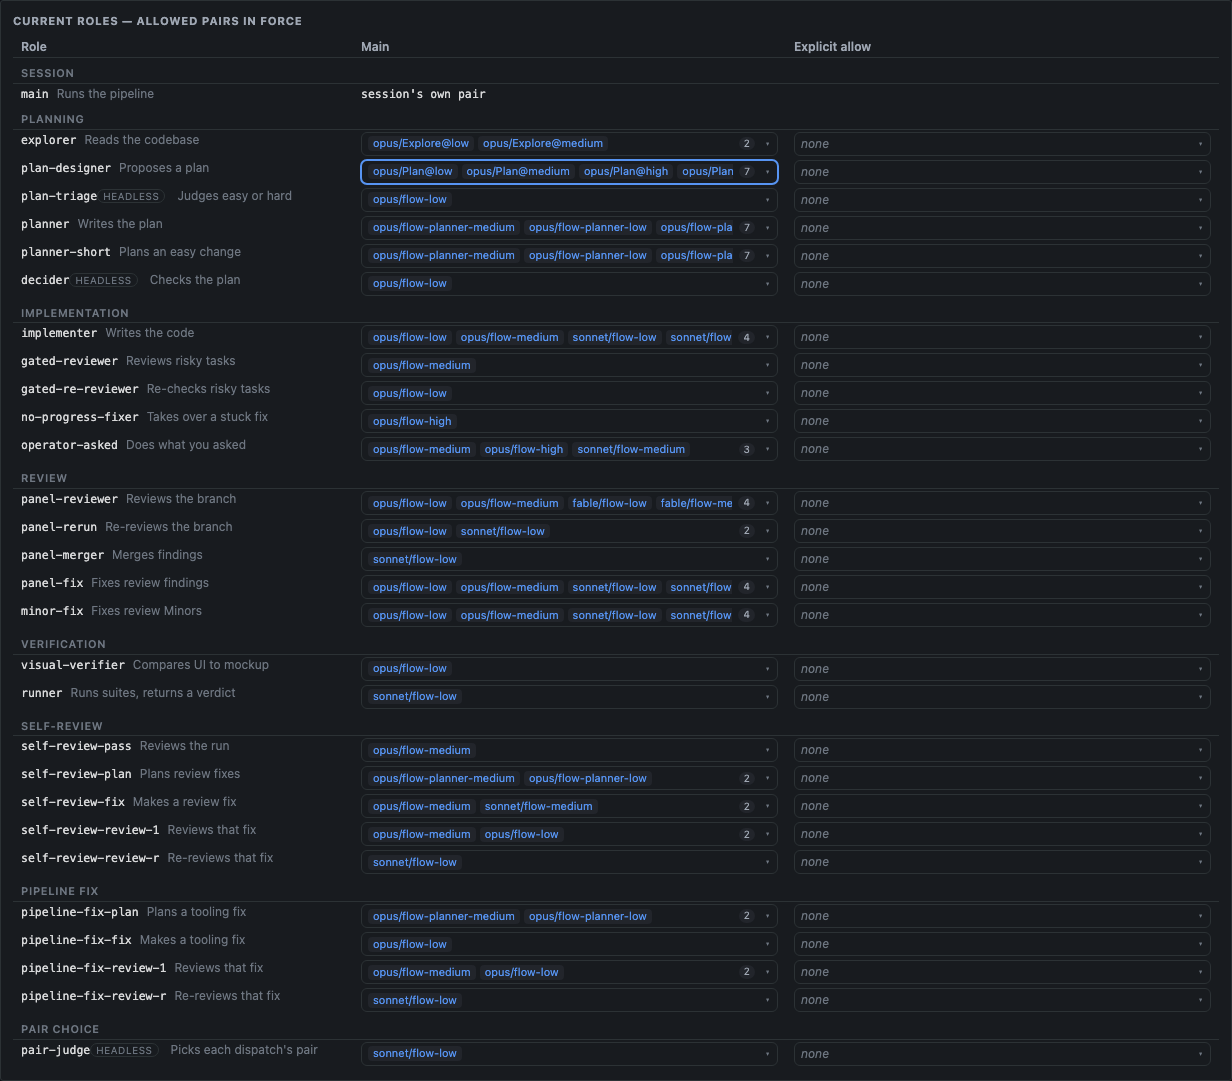 CURRENT ROLES — ALLOWED PAIRS IN FORCE
Role Main Explicit allow
SESSION
main Runs the pipeline session's own pair
PLANNING
explorer Reads the codebase opus/Explore@low opus/Explore@medium 2 none
plan-designer Proposes a plan opus/Plan@low opus/Plan@medium opus/Plan@high opus/Plan 7 none
plan-triage HEADLESS Judges easy or hard opus/flow-low none
planner Writes the plan opus/flow-planner-medium opus/flow-planner-low opus/flow-pla 7 none
planner-short Plans an easy change opus/flow-planner-medium opus/flow-planner-low opus/flow-pla 7 none
decider HEADLESS Checks the plan opus/flow-low none
IMPLEMENTATION
implementer Writes the code opus/flow-low opus/flow-medium sonnet/flow-low sonnet/flow 4 none
gated-reviewer Reviews risky tasks opus/flow-medium none
gated-re-reviewer Re-checks risky tasks opus/flow-low none
no-progress-fixer Takes over a stuck fix opus/flow-high none
operator-asked Does what you asked opus/flow-medium opus/flow-high sonnet/flow-medium 3 none
REVIEW
panel-reviewer Reviews the branch opus/flow-low opus/flow-medium fable/flow-low fable/flow-me 4 none
panel-rerun Re-reviews the branch opus/flow-low sonnet/flow-low 2 none
panel-merger Merges findings sonnet/flow-low none
panel-fix Fixes review findings opus/flow-low opus/flow-medium sonnet/flow-low sonnet/flow 4 none
minor-fix Fixes review Minors opus/flow-low opus/flow-medium sonnet/flow-low sonnet/flow 4 none
VERIFICATION
visual-verifier Compares UI to mockup opus/flow-low none
runner Runs suites, returns a verdict sonnet/flow-low none
SELF-REVIEW
self-review-pass Reviews the run opus/flow-medium none
self-review-plan Plans review fixes opus/flow-planner-medium opus/flow-planner-low 2 none
self-review-fix Makes a review fix opus/flow-medium sonnet/flow-medium 2 none
self-review-review-1 Reviews that fix opus/flow-medium opus/flow-low 2 none
self-review-review-r Re-reviews that fix sonnet/flow-low none
PIPELINE FIX
pipeline-fix-plan Plans a tooling fix opus/flow-planner-medium opus/flow-planner-low 2 none
pipeline-fix-fix Makes a tooling fix opus/flow-low none
pipeline-fix-review-1 Reviews that fix opus/flow-medium opus/flow-low 2 none
pipeline-fix-review-r Re-reviews that fix sonnet/flow-low none
PAIR CHOICE
pair-judge HEADLESS Picks each dispatch's pair sonnet/flow-low none